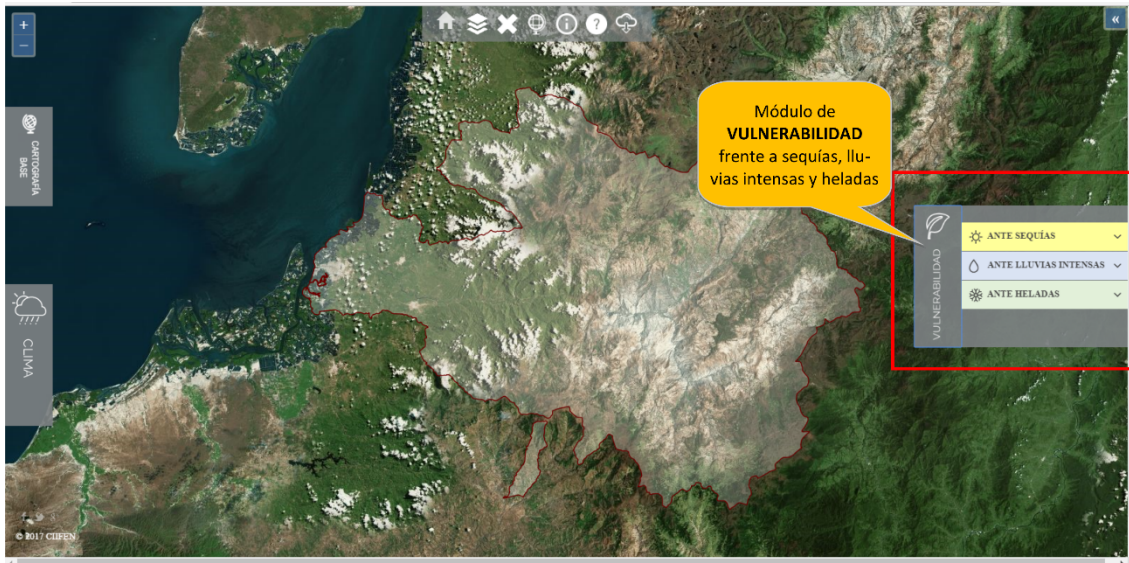 +
−
«
CARTOGRAFÍA
BASE
CLIMA
Módulo de
VULNERABILIDAD
frente a sequías, llu-
vias intensas y heladas
VULNERABILIDAD
ANTE SEQUÍAS
ANTE LLUVIAS INTENSAS
ANTE HELADAS
© 2017 CIIFEN